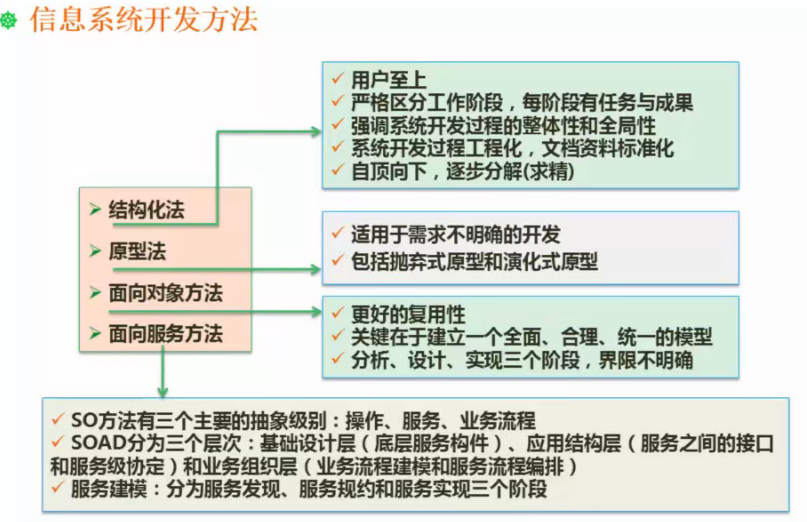 信息系统开发方法
用户至上
严格区分工作阶段，每阶段有任务与成果
强调系统开发过程的整体性和全局性
系统开发过程工程化，文档资料标准化
自顶向下，逐步分解(求精)
结构化法
原型法
面向对象方法
面向服务方法
适用于需求不明确的开发
包括抛弃式原型和演化式原型
更好的复用性
关键在于建立一个全面、合理、统一的模型
分析、设计、实现三个阶段，界限不明确
SO方法有三个主要的抽象级别：操作、服务、业务流程
SOAD分为三个层次：基础设计层（底层服务构件）、应用结构层（服务之间的接口
和服务级协定）和业务组织层（业务流程建模和服务流程编排）
服务建模：分为服务发现、服务规约和服务实现三个阶段